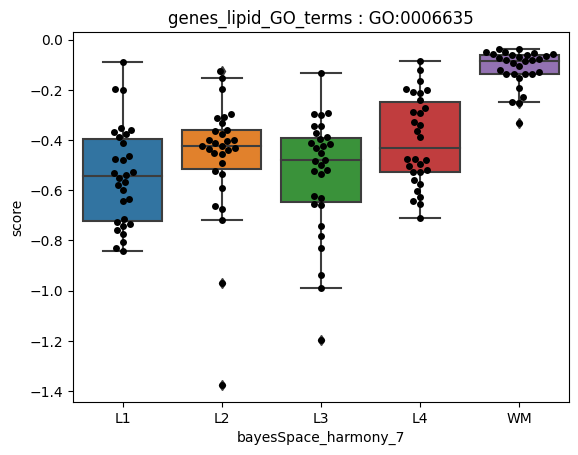 genes_lipid_GO_terms : GO:0006635
0.0
−0.2
−0.4
−0.6
−0.8
−1.0
−1.2
−1.4
score
L1 L2 L3 L4 WM
bayesSpace_harmony_7